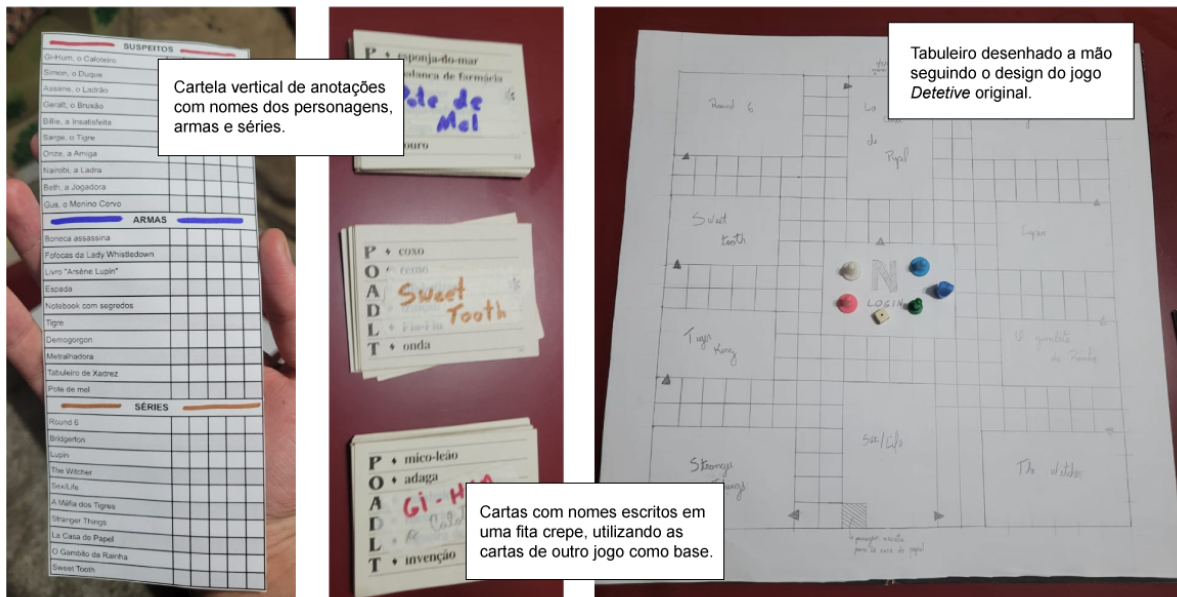 SUSPEITOS
Gi-Hum, o Caloteiro
Simon, o Duque
Assane, o Ladrão
Geralt, o Bruxão
Billie, a Insatisfeita
Sarge, o Tigre
Onze, a Amiga
Nairobi, a Ladra
Beth, a Jogadora
Gus, o Menino Corvo
ARMAS
Boneca assassina
Fofocas da Lady Whistledown
Livro "Arsène Lupin"
Espada
Notebook com segredos
Tigre
Demogorgon
Metralhadora
Tabuleiro de Xadrez
Pote de mel
SÉRIES
Round 6
Bridgerton
Lupin
The Witcher
Sex/Life
A Máfia dos Tigres
Stranger Things
La Casa de Papel
O Gambito da Rainha
Sweet Tooth
Cartela vertical de anotações
com nomes dos personagens,
armas e séries.
P esponja-do-mar
balança de farmácia
Pote de
Mel
ouro
P coxo
O remo
A Sweet
D Tooth
L
T onda
P mico-leão
O adaga
A Gi-Hum
D
L
T invenção
Cartas com nomes escritos em
uma fita crepe, utilizando as
cartas de outro jogo como base.
Tabuleiro desenhado a mão
seguindo o design do jogo
Detetive original.
Round 6
La
de
Papel
Sweet
tooth
Lupin
N
LOGIN
Tiger
King
O gambito
da Rainha
Sex/Life
Stranger
Things
The witcher